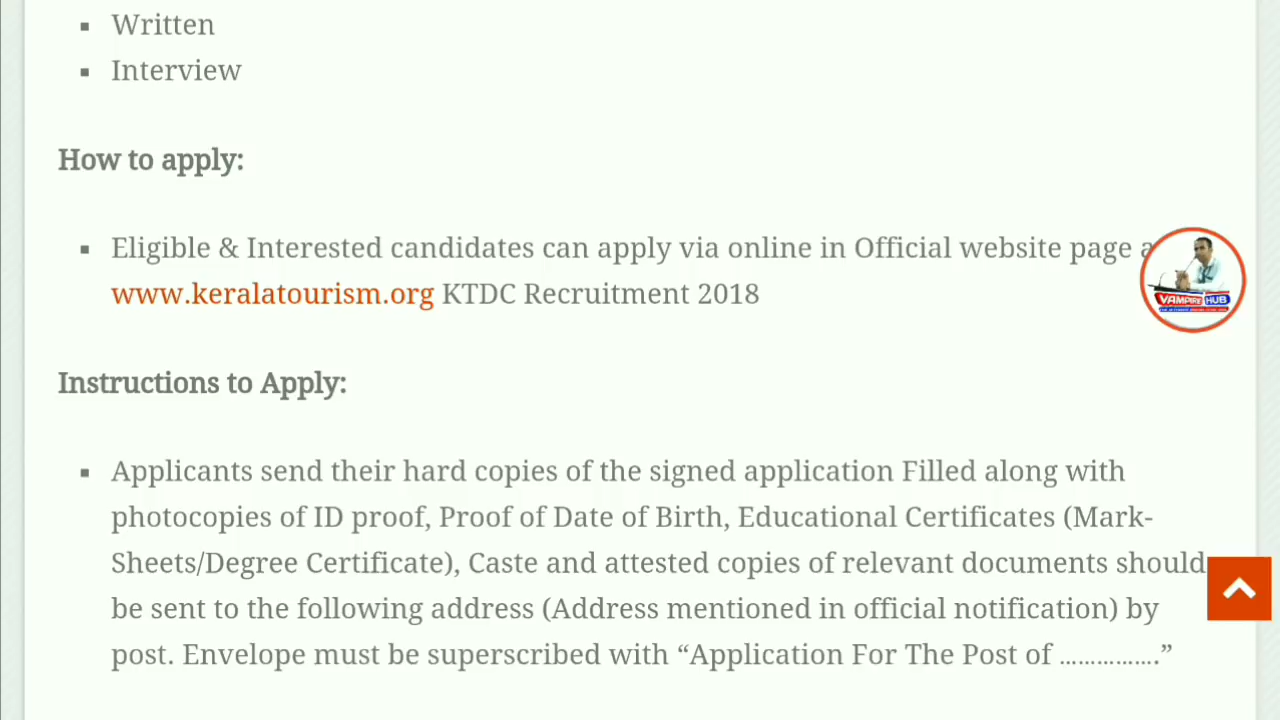 Written
Interview
How to apply:
Eligible & Interested candidates can apply via online in Official website page
www.keralatourism.org KTDC Recruitment 2018
VAMPIRE HUB
Instructions to Apply:
Applicants send their hard copies of the signed application Filled along with
photocopies of ID proof, Proof of Date of Birth, Educational Certificates (Mark-
Sheets/Degree Certificate), Caste and attested copies of relevant documents should
be sent to the following address (Address mentioned in official notification) by
post. Envelope must be superscribed with “Application For The Post of …………….”